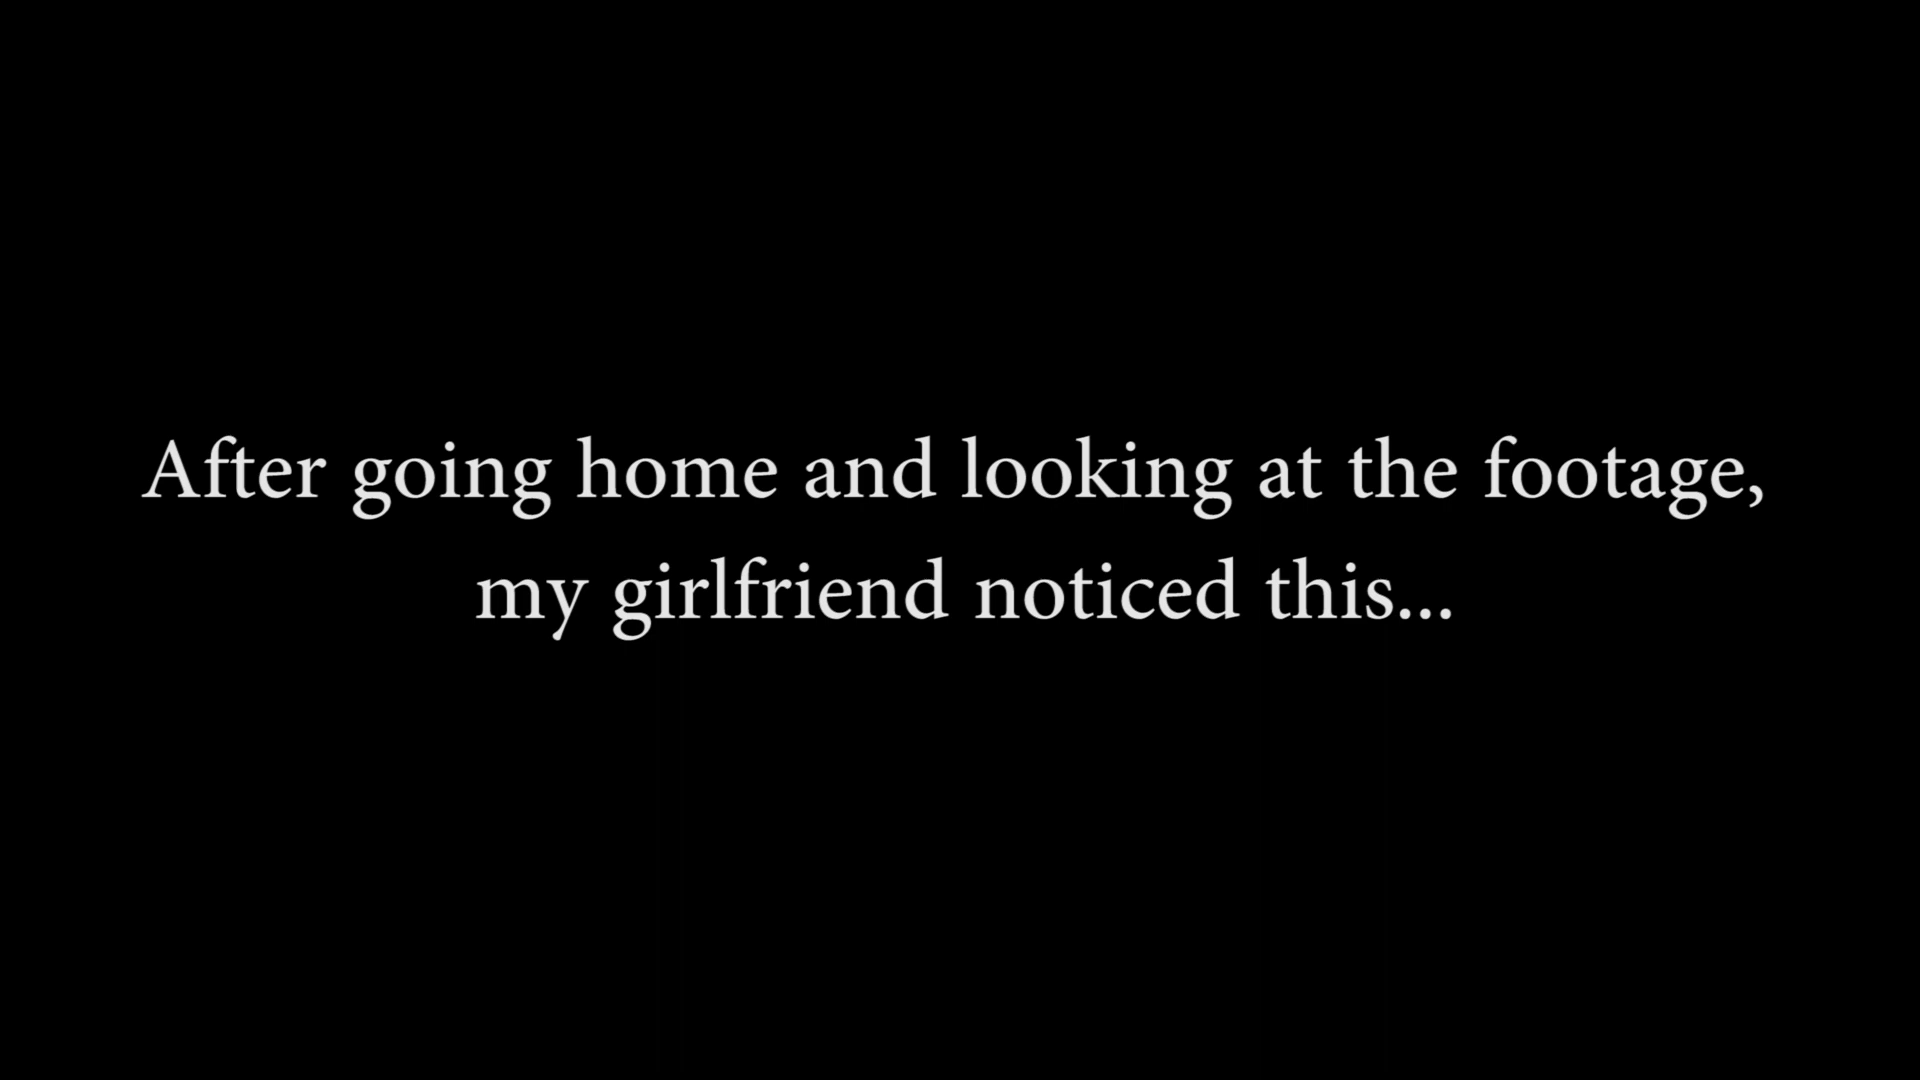 After going home and looking at the footage,
my girlfriend noticed this...